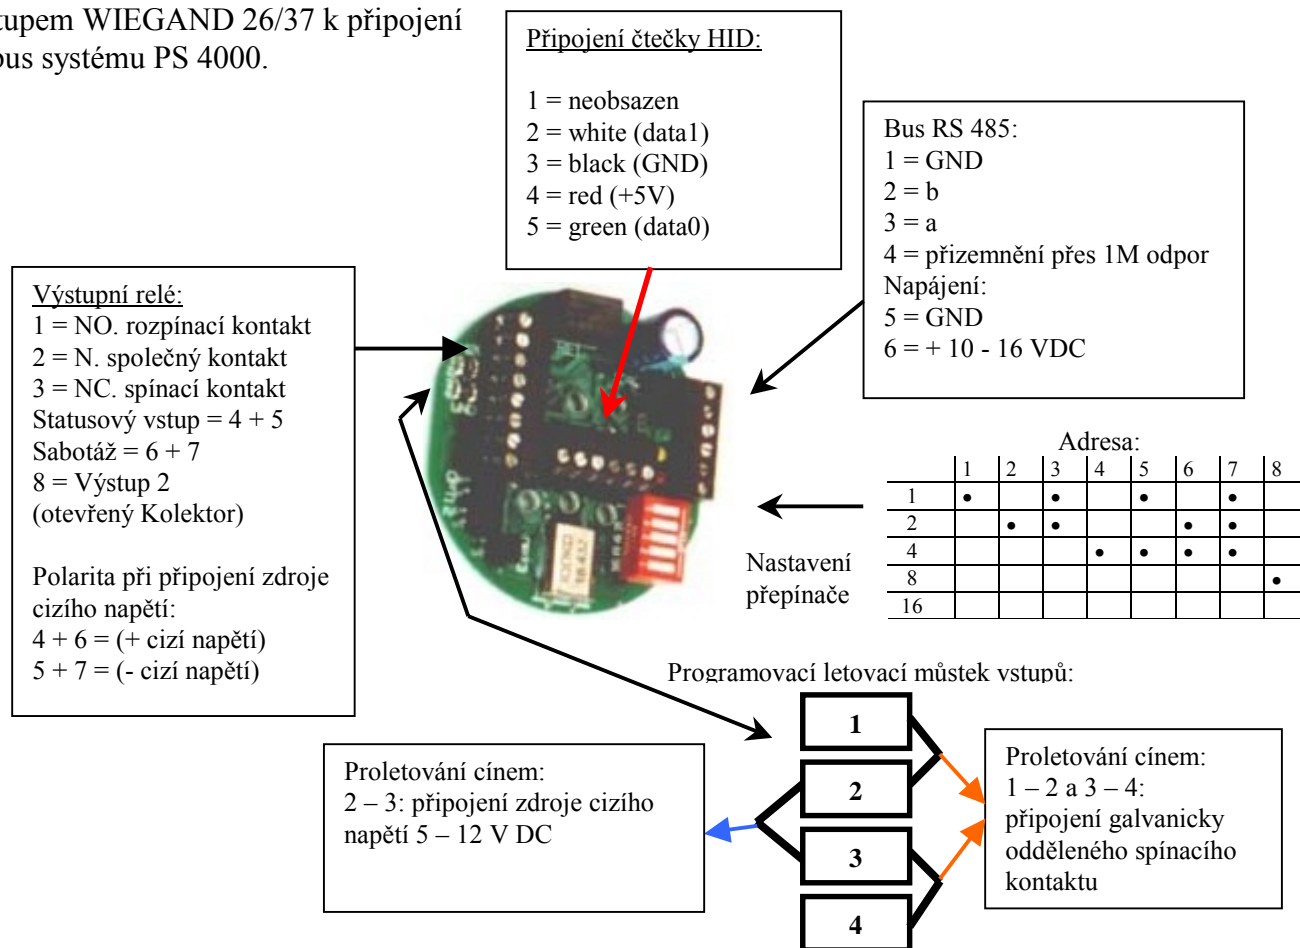 tupem WIEGAND 26/37 k připojení
bus systému PS 4000.
Připojení čtečky HID:
1 = neobsazen
2 = white (data1)
3 = black (GND)
4 = red (+5V)
5 = green (data0)
Bus RS 485:
1 = GND
2 = b
3 = a
4 = přizemnění přes 1M odpor
Napájení:
5 = GND
6 = + 10 - 16 VDC
Výstupní relé:
1 = NO. rozpínací kontakt
2 = N. společný kontakt
3 = NC. spínací kontakt
Statusový vstup = 4 + 5
Sabotáž = 6 + 7
8 = Výstup 2
(otevřený Kolektor)
Polarita při připojení zdroje
cizího napětí:
4 + 6 = (+ cizí napětí)
5 + 7 = (- cizí napětí)
Adresa:
1 2 3 4 5 6 7 8
1 • • • •
2 • • • •
4 • • • •
8 •
16
Nastavení
přepínače
Programovací letovací můstek vstupů:
1
2
3
4
Proletování cínem:
2 – 3: připojení zdroje cizího
napětí 5 – 12 V DC
Proletování cínem:
1 – 2 a 3 – 4:
připojení galvanicky
odděleného spínacího
kontaktu